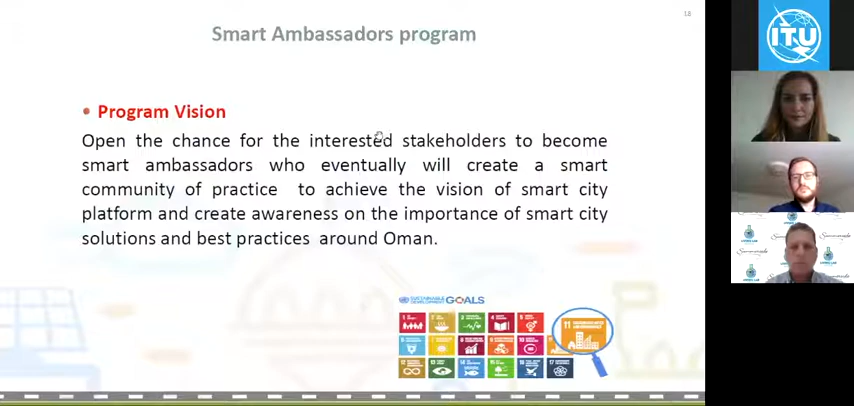 18
Smart Ambassadors program
Program Vision
Open the chance for the interested stakeholders to become
smart ambassadors who eventually will create a smart
community of practice to achieve the vision of smart city
platform and create awareness on the importance of smart city
solutions and best practices around Oman.
SUSTAINABLE
DEVELOPMENT
GOALS
11
ITU